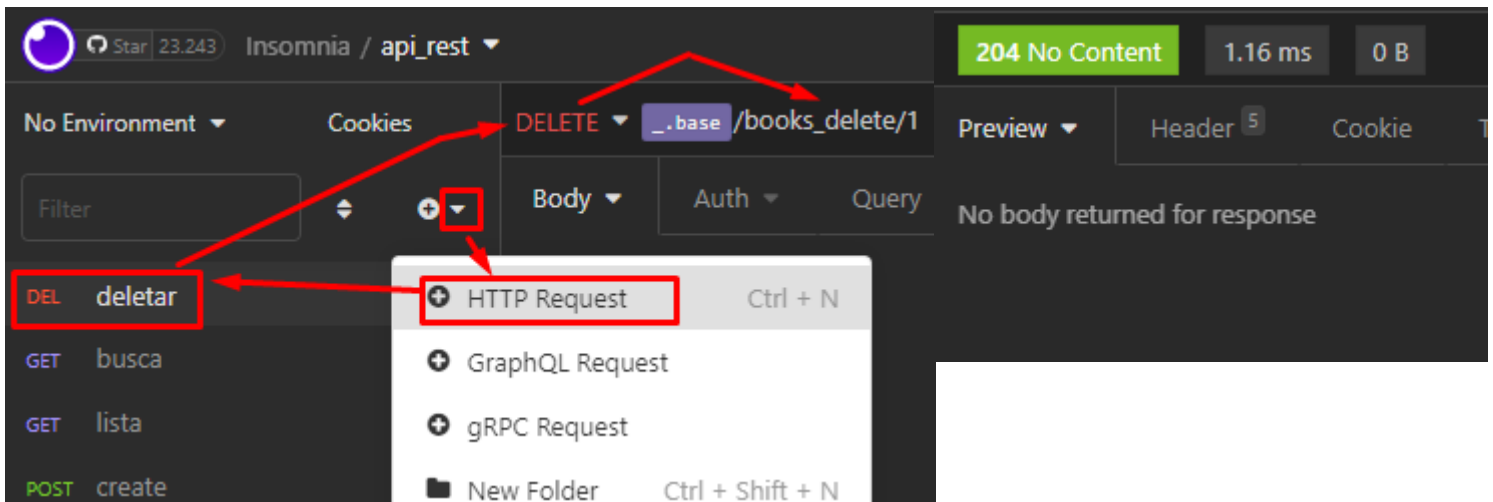 Star 23.243 Insomnia / api_rest
204 No Content 1.16 ms 0 B
No Environment Cookies
DELETE _.base /books_delete/1
Preview Header 5 Cookie T
Filter
Body Auth Query
No body returned for response
DEL deletar
HTTP Request Ctrl + N
GET busca
GraphQL Request
GET lista
gRPC Request
POST create
New Folder Ctrl + Shift + N